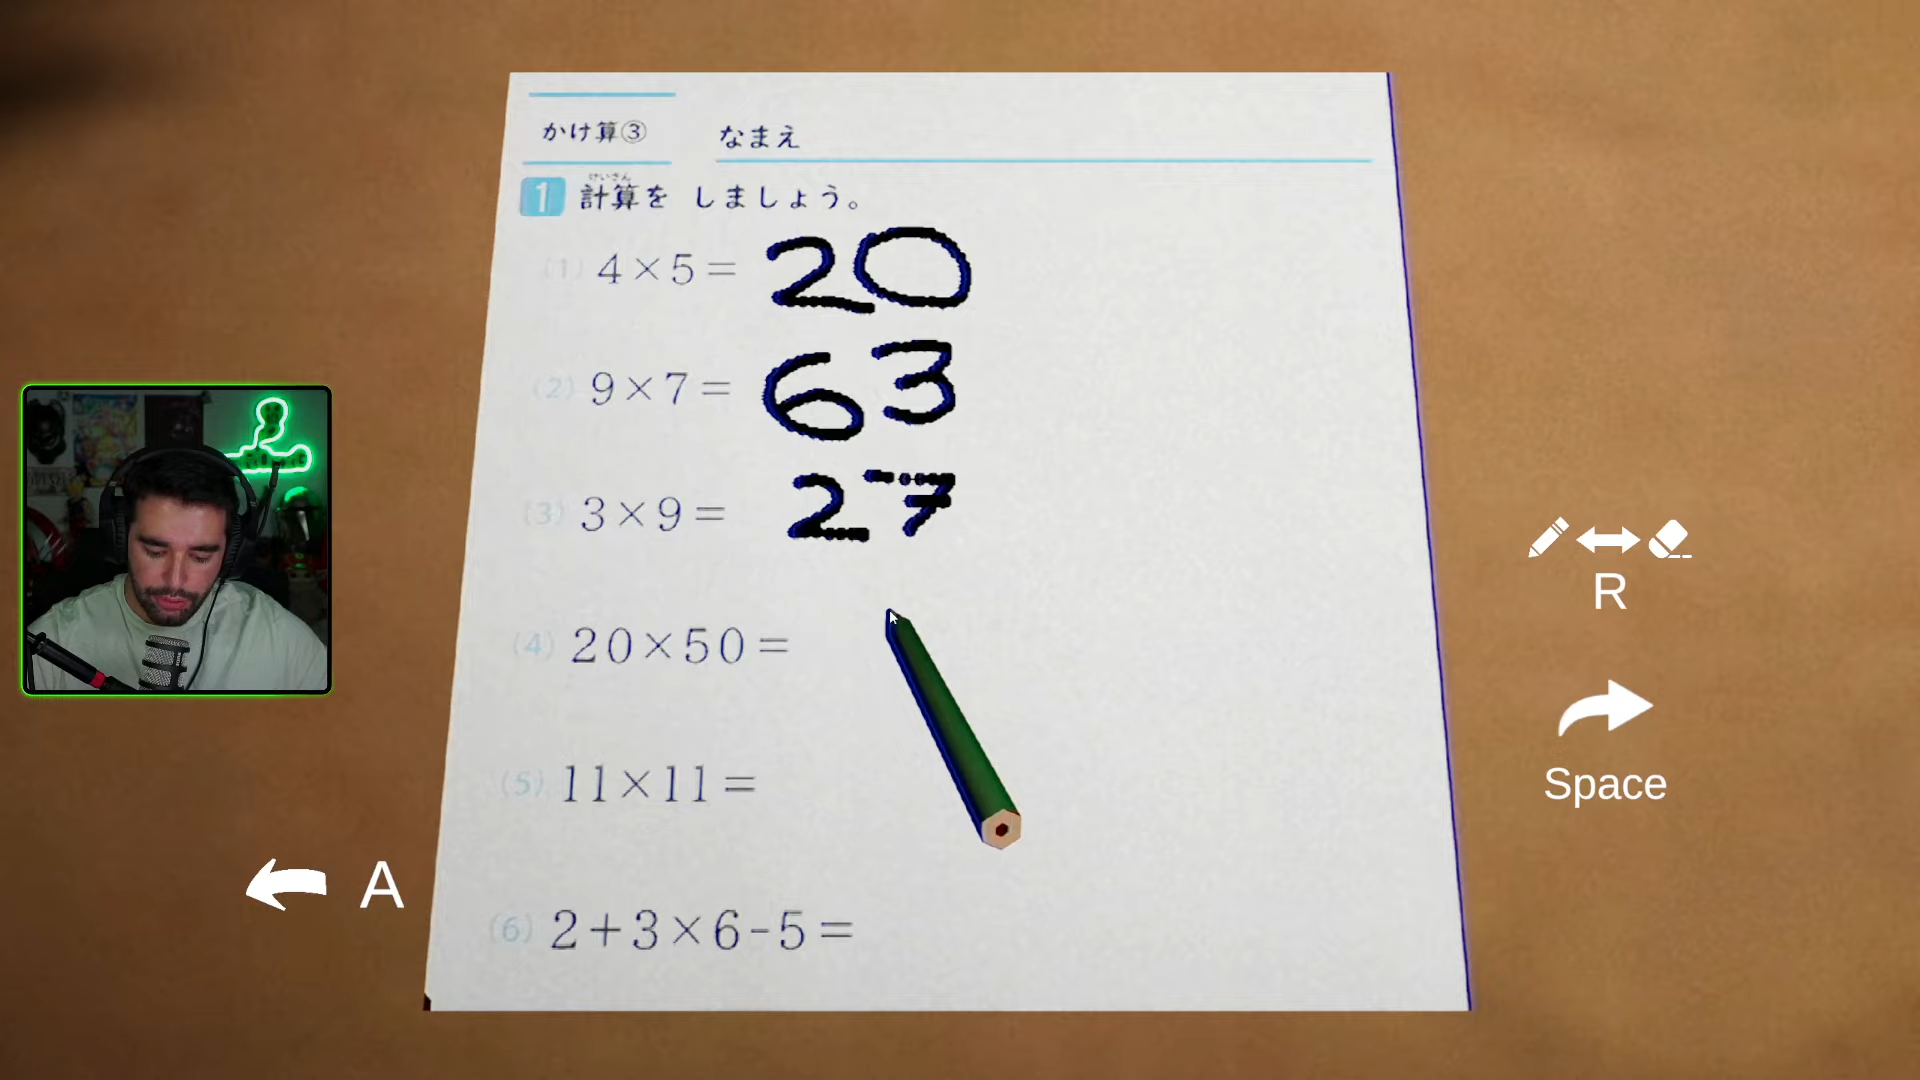 かけ算③ なまえ
けいさん
1 計算を しましょう。
(1) 4×5= 20
(2) 9×7= 63
(3) 3×9= 27
(4) 20×50=
(5) 11×11=
(6) 2+3×6-5=
R
Space
A